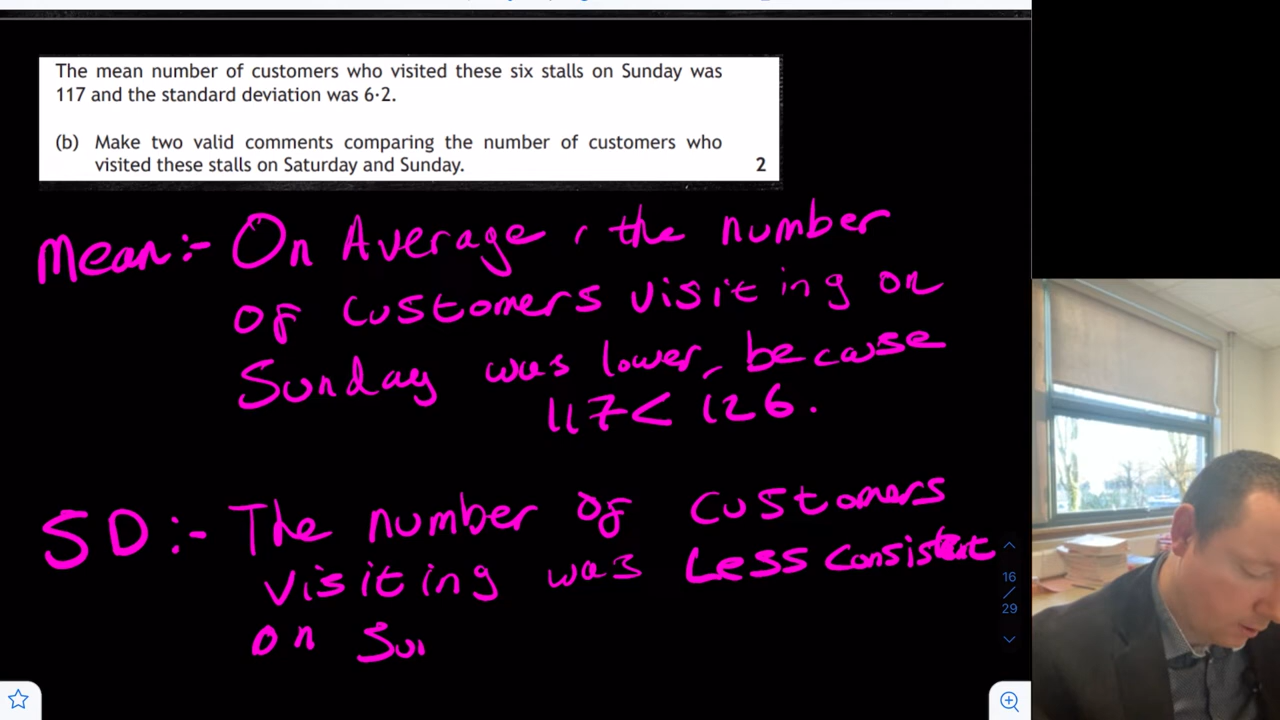 The mean number of customers who visited these six stalls on Sunday was
117 and the standard deviation was 6·2.
(b) Make two valid comments comparing the number of customers who
visited these stalls on Saturday and Sunday. 2
Mean:- On Average, the number
of customers visiting on
Sunday was lower, because
117 < 126.
SD:- The number of customers
visiting was Less consistent
on Sun
16
/
29